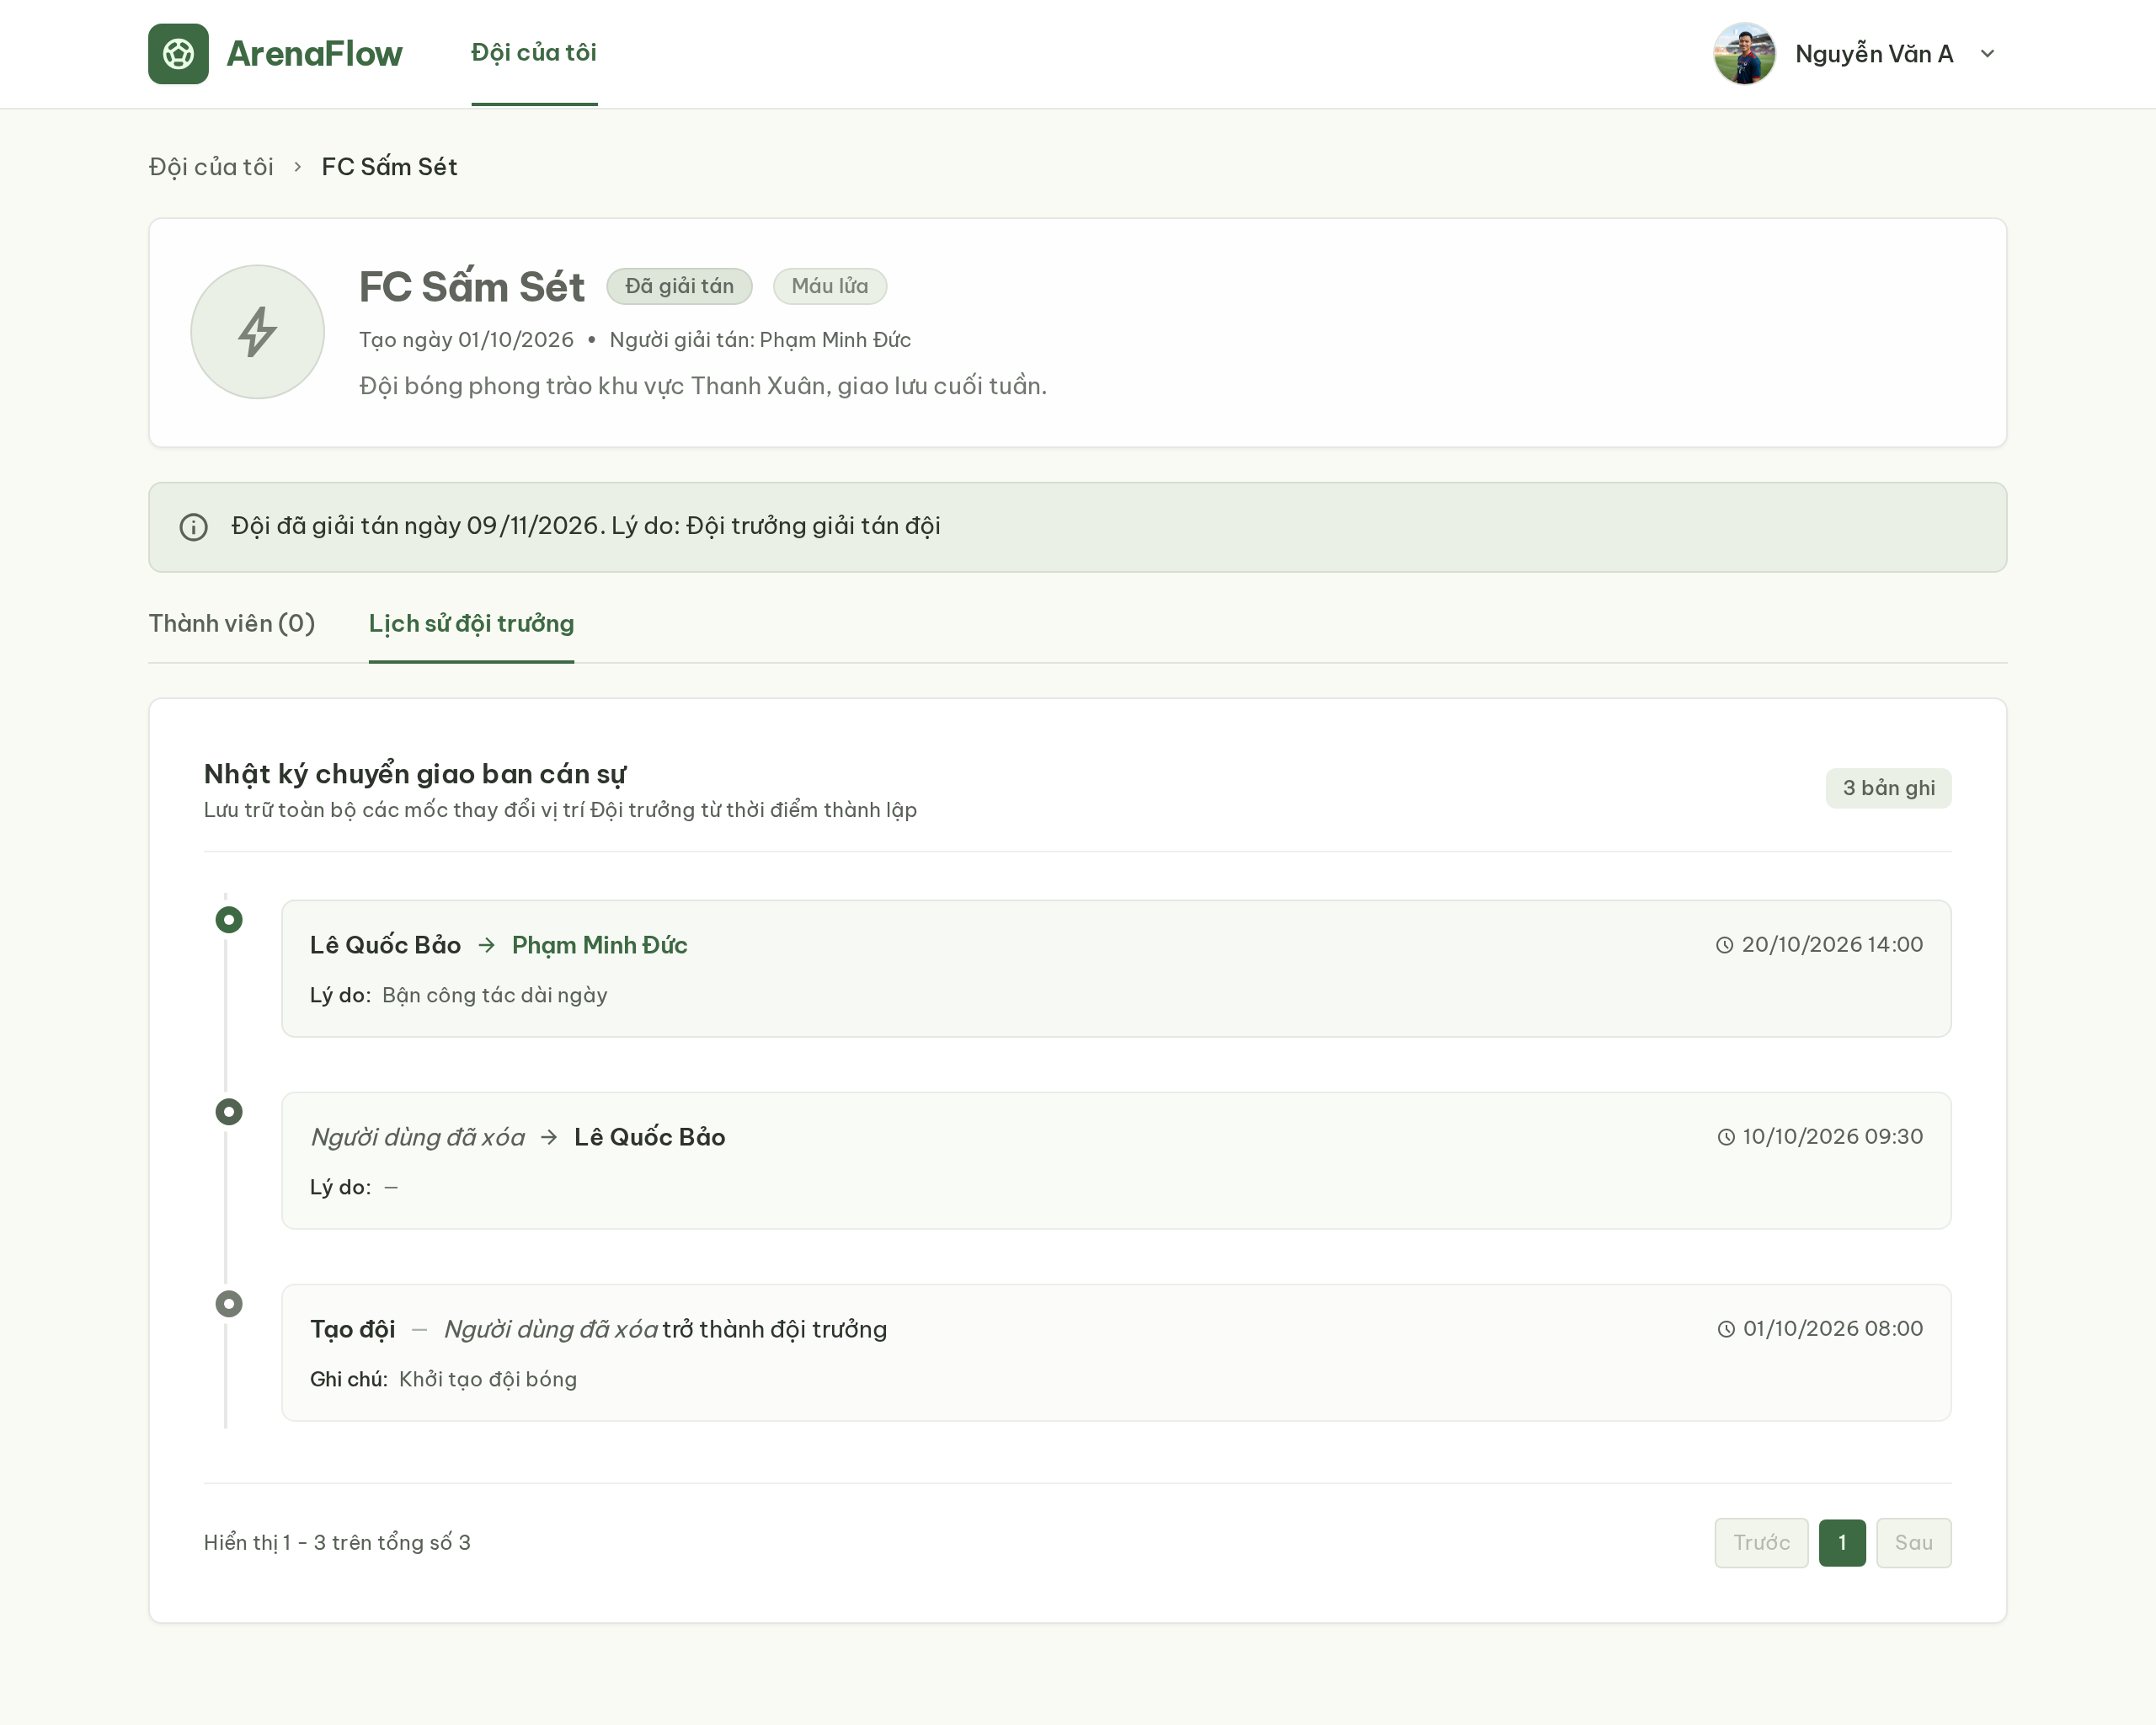 ArenaFlow
Đội của tôi
Nguyễn Văn A
Đội của tôi › FC Sấm Sét
FC Sấm Sét
Đã giải tán
Máu lửa
Tạo ngày 01/10/2026 • Người giải tán: Phạm Minh Đức
Đội bóng phong trào khu vực Thanh Xuân, giao lưu cuối tuần.
Đội đã giải tán ngày 09/11/2026. Lý do: Đội trưởng giải tán đội
Thành viên (0)
Lịch sử đội trưởng
Nhật ký chuyển giao ban cán sự
Lưu trữ toàn bộ các mốc thay đổi vị trí Đội trưởng từ thời điểm thành lập
3 bản ghi
Lê Quốc Bảo → Phạm Minh Đức
20/10/2026 14:00
Lý do: Bận công tác dài ngày
Người dùng đã xóa → Lê Quốc Bảo
10/10/2026 09:30
Lý do: —
Tạo đội — Người dùng đã xóa trở thành đội trưởng
01/10/2026 08:00
Ghi chú: Khởi tạo đội bóng
Hiển thị 1 - 3 trên tổng số 3
Trước
1
Sau